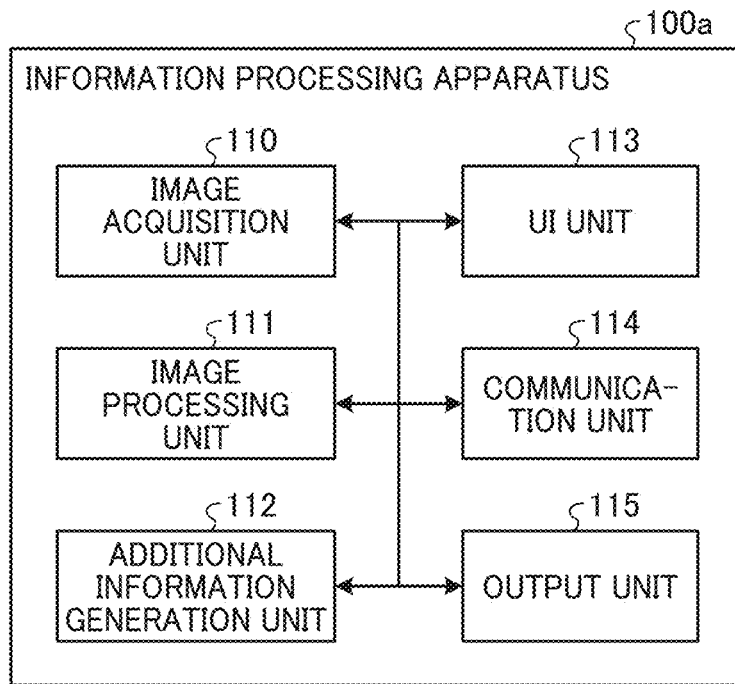 100a
INFORMATION PROCESSING APPARATUS
110
IMAGE
ACQUISITION
UNIT
113
UI UNIT
111
IMAGE
PROCESSING
UNIT
114
COMMUNICA-
TION UNIT
112
ADDITIONAL
INFORMATION
GENERATION UNIT
115
OUTPUT UNIT